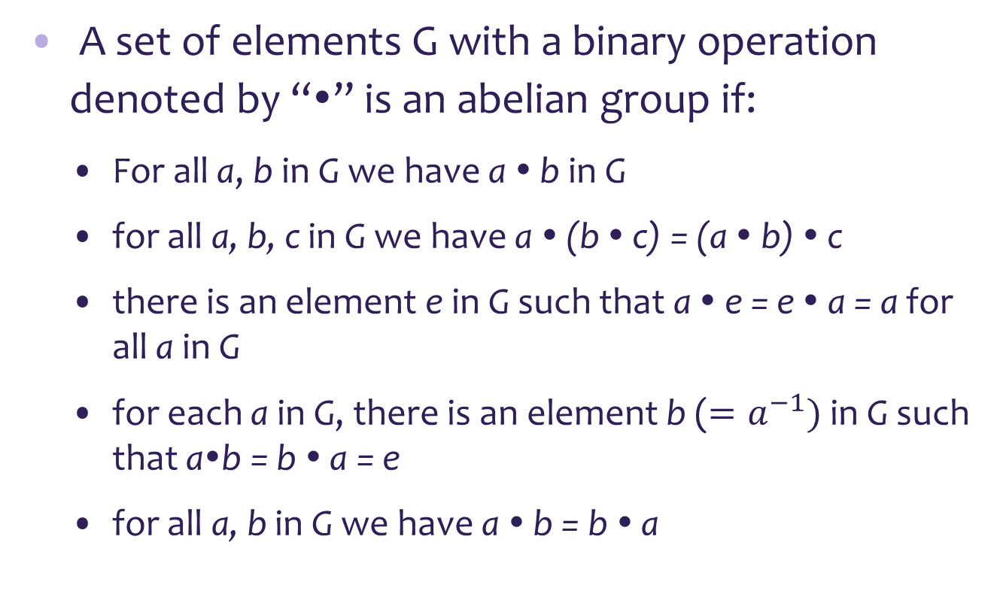 • A set of elements G with a binary operation
denoted by “•” is an abelian group if:
• For all a, b in G we have a • b in G
• for all a, b, c in G we have a • (b • c) = (a • b) • c
• there is an element e in G such that a • e = e • a = a for
all a in G
• for each a in G, there is an element b (= a⁻¹) in G such
that a•b = b • a = e
• for all a, b in G we have a • b = b • a